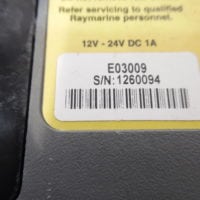 Refer servicing to qualified
Raymarine personnel.
12V - 24V DC 1A
E03009
S/N:1260094